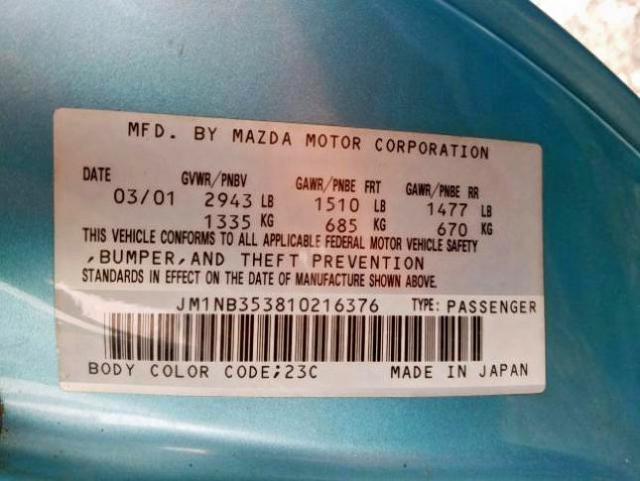 MFD. BY MAZDA MOTOR CORPORATION
DATE GVWR/PNBV GAWR/PNBE FRT GAWR/PNBE RR
03/01 2943 LB 1510 LB 1477 LB
1335 KG 685 KG 670 KG
THIS VEHICLE CONFORMS TO ALL APPLICABLE FEDERAL MOTOR VEHICLE SAFETY
,BUMPER,AND THEFT PREVENTION
STANDARDS IN EFFECT ON THE DATE OF MANUFACTURE SHOWN ABOVE.
JM1NB353810216376 TYPE: PASSENGER
BODY COLOR CODE;23C MADE IN JAPAN